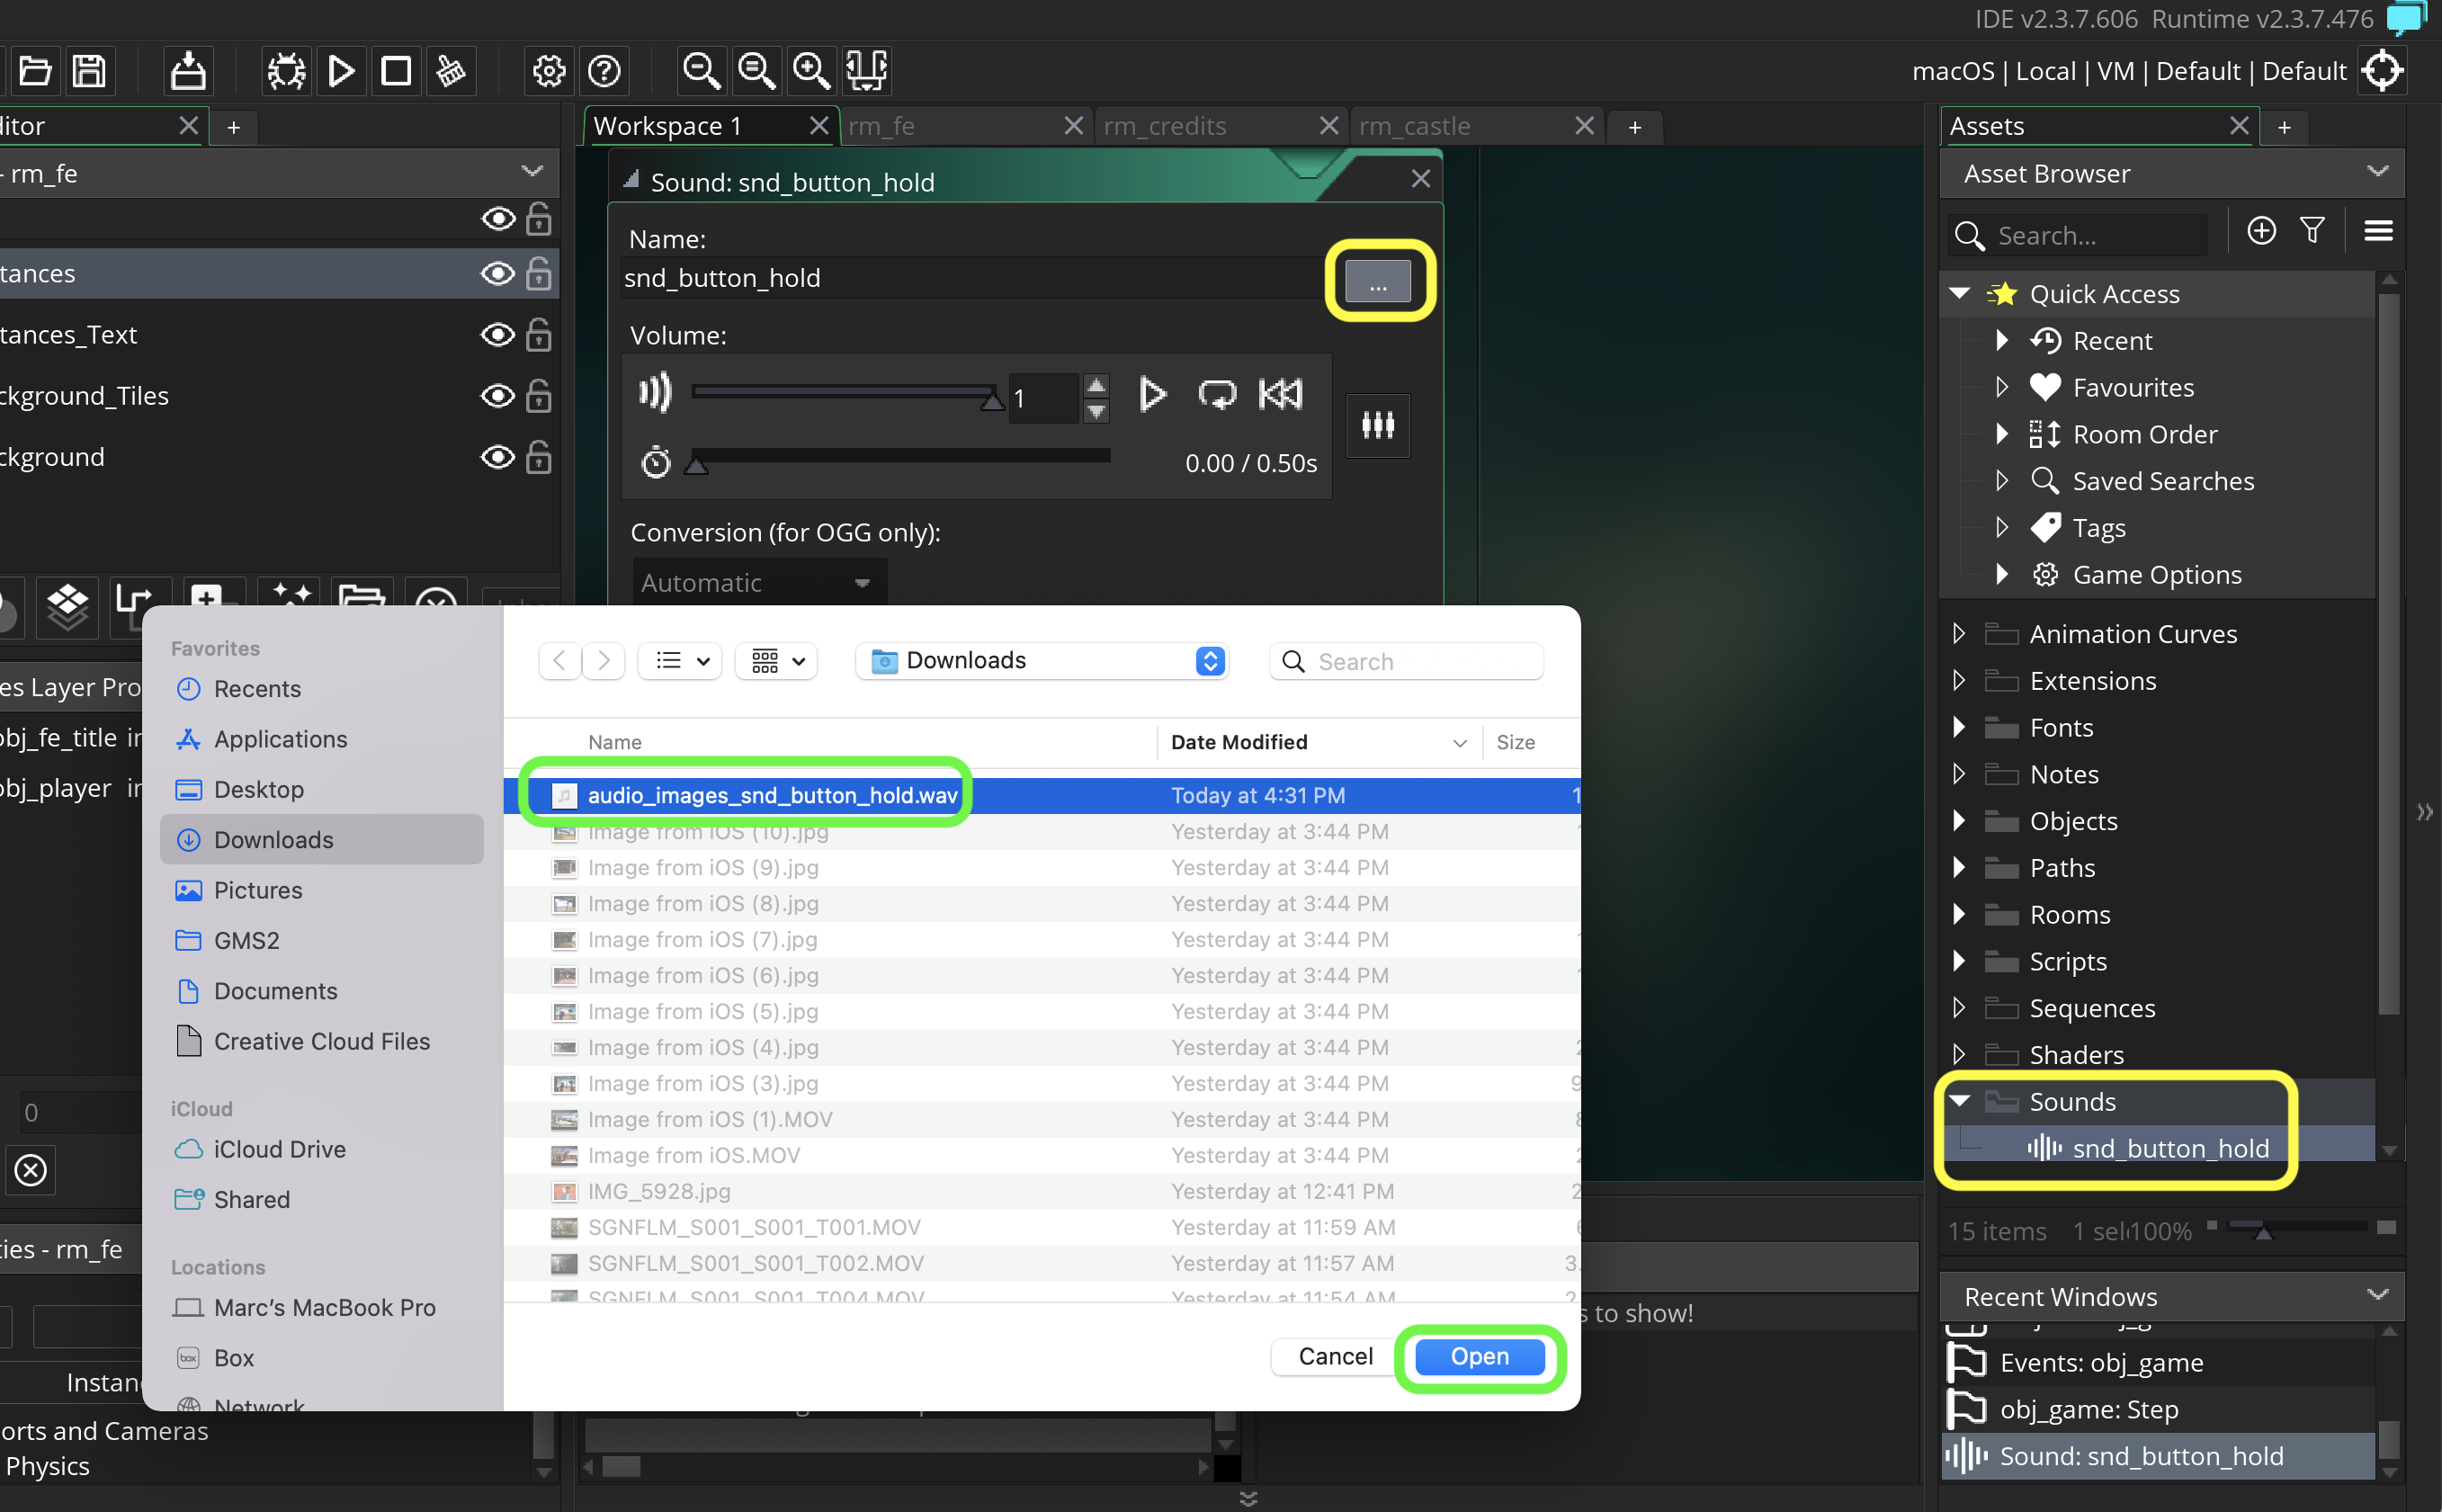 IDE v2.3.7.606 Runtime v2.3.7.476
macOS | Local | VM | Default | Default
ditor
+
Workspace 1
rm_fe
rm_credits
rm_castle
+
Assets
+
- rm_fe
tances
tances_Text
ckground_Tiles
ckground
Sound: snd_button_hold
Name:
snd_button_hold
...
Volume:
1
0.00 / 0.50s
Conversion (for OGG only):
Automatic
es Layer Pro
obj_fe_title in
obj_player in
0
ties - rm_fe
Instanc
orts and Cameras
Physics
Favorites
Recents
Applications
Desktop
Downloads
Pictures
GMS2
Documents
Creative Cloud Files
iCloud
iCloud Drive
Shared
Locations
Marc's MacBook Pro
Box
Network
Downloads
Search
Name Date Modified Size
audio_images_snd_button_hold.wav Today at 4:31 PM
Image from iOS (10).jpg Yesterday at 3:44 PM
Image from iOS (9).jpg Yesterday at 3:44 PM
Image from iOS (8).jpg Yesterday at 3:44 PM
Image from iOS (7).jpg Yesterday at 3:44 PM
Image from iOS (6).jpg Yesterday at 3:44 PM
Image from iOS (5).jpg Yesterday at 3:44 PM
Image from iOS (4).jpg Yesterday at 3:44 PM
Image from iOS (3).jpg Yesterday at 3:44 PM
Image from iOS (1).MOV Yesterday at 3:44 PM
Image from iOS.MOV Yesterday at 3:44 PM
IMG_5928.jpg Yesterday at 12:41 PM
SGNFLM_S001_S001_T001.MOV Yesterday at 11:59 AM
SGNFLM_S001_S001_T002.MOV Yesterday at 11:57 AM
SGNFLM_S001_S001_T004.MOV Yesterday at 11:54 AM
Cancel
Open
s to show!
Asset Browser
Search...
Quick Access
Recent
Favourites
Room Order
Saved Searches
Tags
Game Options
Animation Curves
Extensions
Fonts
Notes
Objects
Paths
Rooms
Scripts
Sequences
Shaders
Sounds
snd_button_hold
15 items 1 sel 100%
Recent Windows
Events: obj_game
obj_game: Step
Sound: snd_button_hold